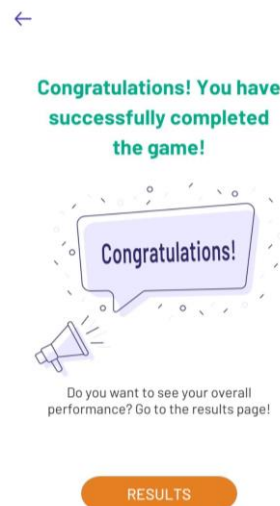 Congratulations! You have
successfully completed
the game!
Congratulations!
Do you want to see your overall
performance? Go to the results page!
RESULTS